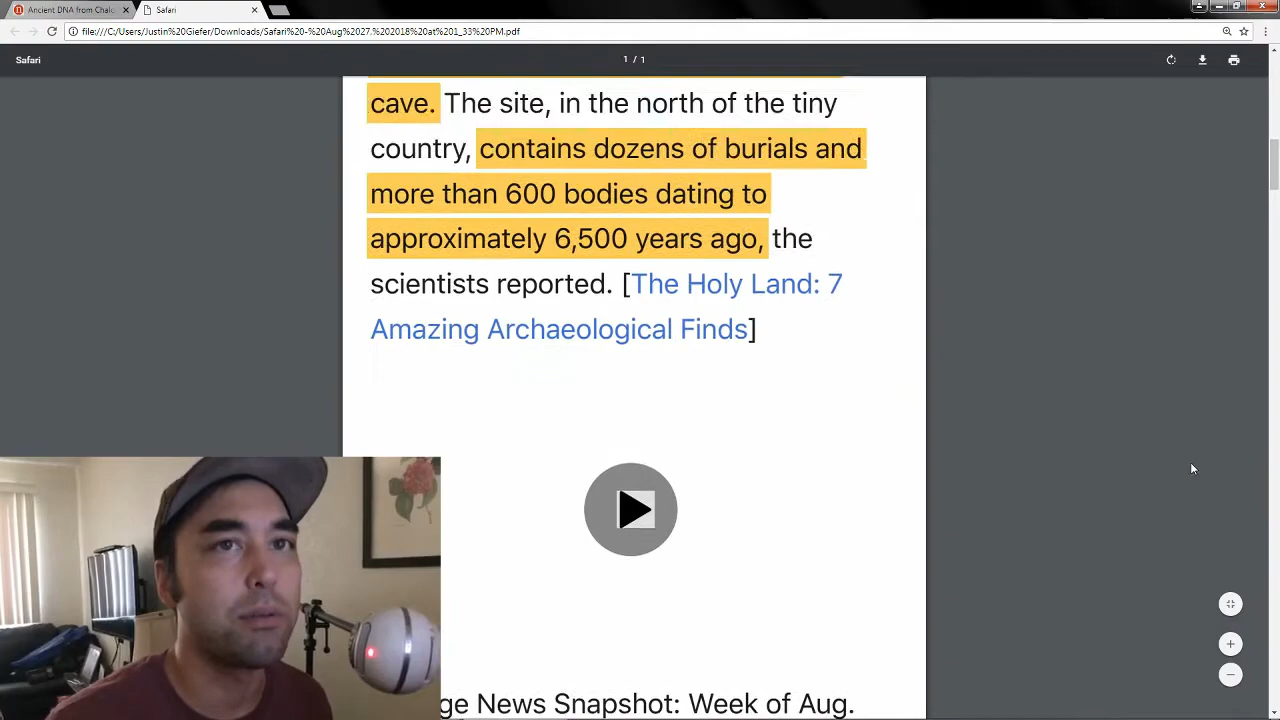 Ancient DNA from Chalc
Safari
file:///C:/Users/Justin%20Giefer/Downloads/Safari%20-%20Aug%2027.%202018%20at%201_33%20PM.pdf
Safari
1 / 1
cave. The site, in the north of the tiny
country, contains dozens of burials and
more than 600 bodies dating to
approximately 6,500 years ago, the
scientists reported. [The Holy Land: 7
Amazing Archaeological Finds]
ge News Snapshot: Week of Aug.